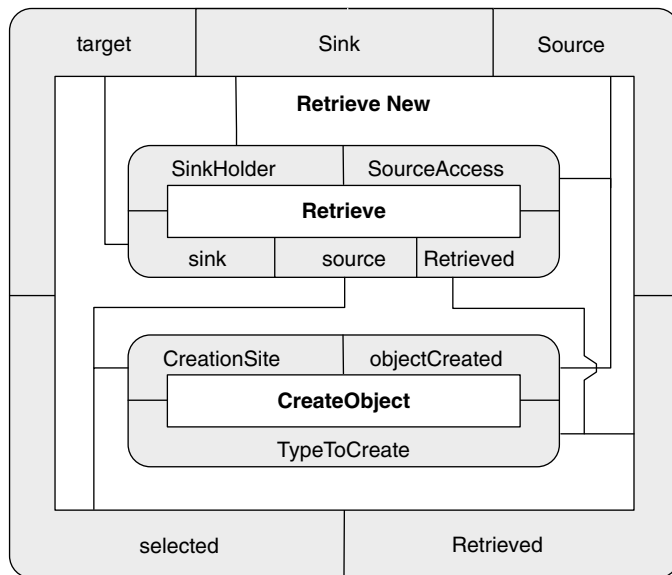 target Sink Source
Retrieve New
SinkHolder SourceAccess
Retrieve
sink source Retrieved
CreationSite objectCreated
CreateObject
TypeToCreate
selected Retrieved